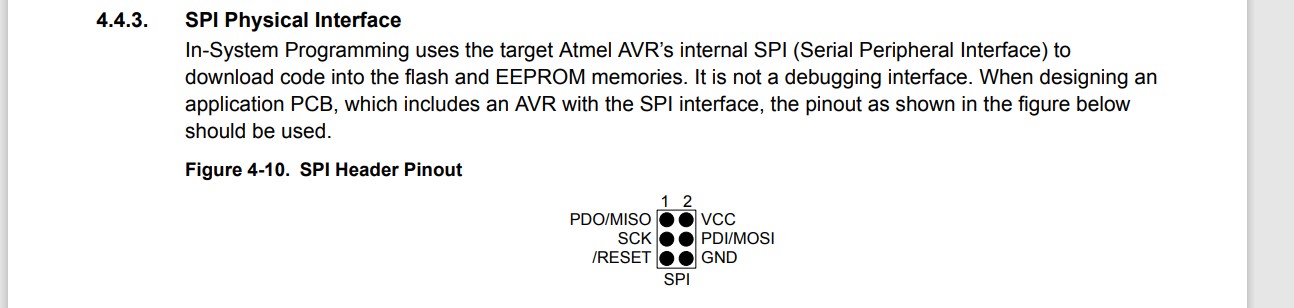 4.4.3. SPI Physical Interface
In-System Programming uses the target Atmel AVR's internal SPI (Serial Peripheral Interface) to
download code into the flash and EEPROM memories. It is not a debugging interface. When designing an
application PCB, which includes an AVR with the SPI interface, the pinout as shown in the figure below
should be used.
Figure 4-10. SPI Header Pinout
1 2
PDO/MISO VCC
SCK PDI/MOSI
/RESET GND
SPI